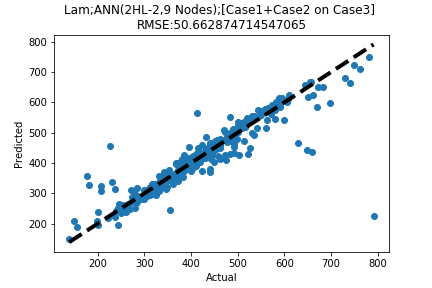 Lam;ANN(2HL-2,9 Nodes);[Case1+Case2 on Case3]
RMSE:50.662874714547065
800
700
600
500
400
300
200
Predicted
200 300 400 500 600 700 800
Actual